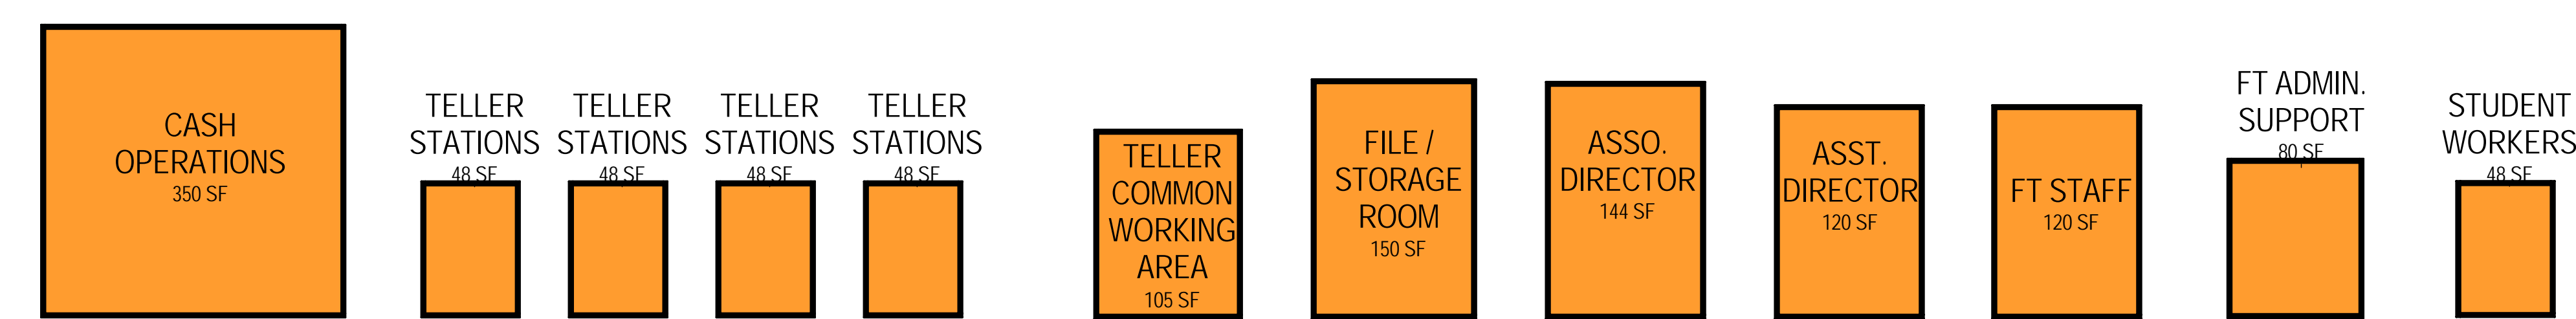 CASH
OPERATIONS
350 SF
TELLER
STATIONS
48 SF
TELLER
STATIONS
48 SF
TELLER
STATIONS
48 SF
TELLER
STATIONS
48 SF
TELLER
COMMON
WORKING
AREA
105 SF
FILE /
STORAGE
ROOM
150 SF
ASSO.
DIRECTOR
144 SF
ASST.
DIRECTOR
120 SF
FT STAFF
120 SF
FT ADMIN.
SUPPORT
80 SF
STUDENT
WORKERS
48 SF